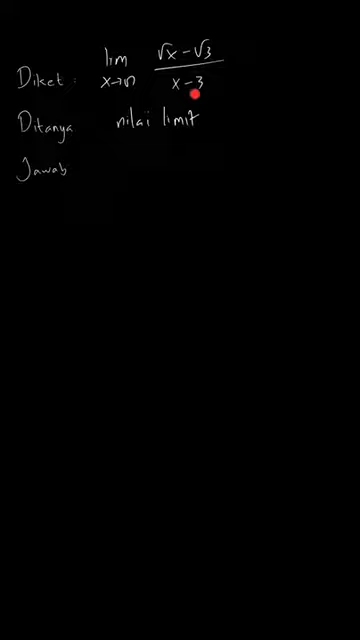 Diket : lim x→ √x − √3 / x − 3
Ditanya nilai limit
Jawab